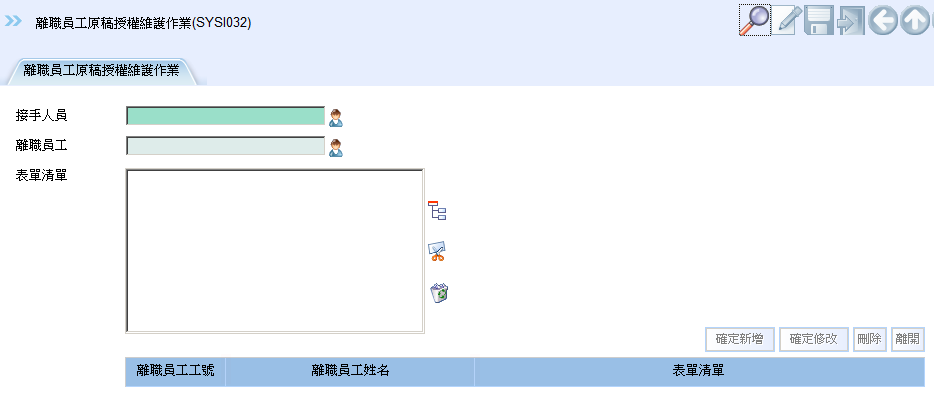 離職員工原稿授權維護作業(SYSI032)
離職員工原稿授權維護作業
接手人員
離職員工
表單清單
確定新增 確定修改 刪除 離開
離職員工工號 離職員工姓名 表單清單